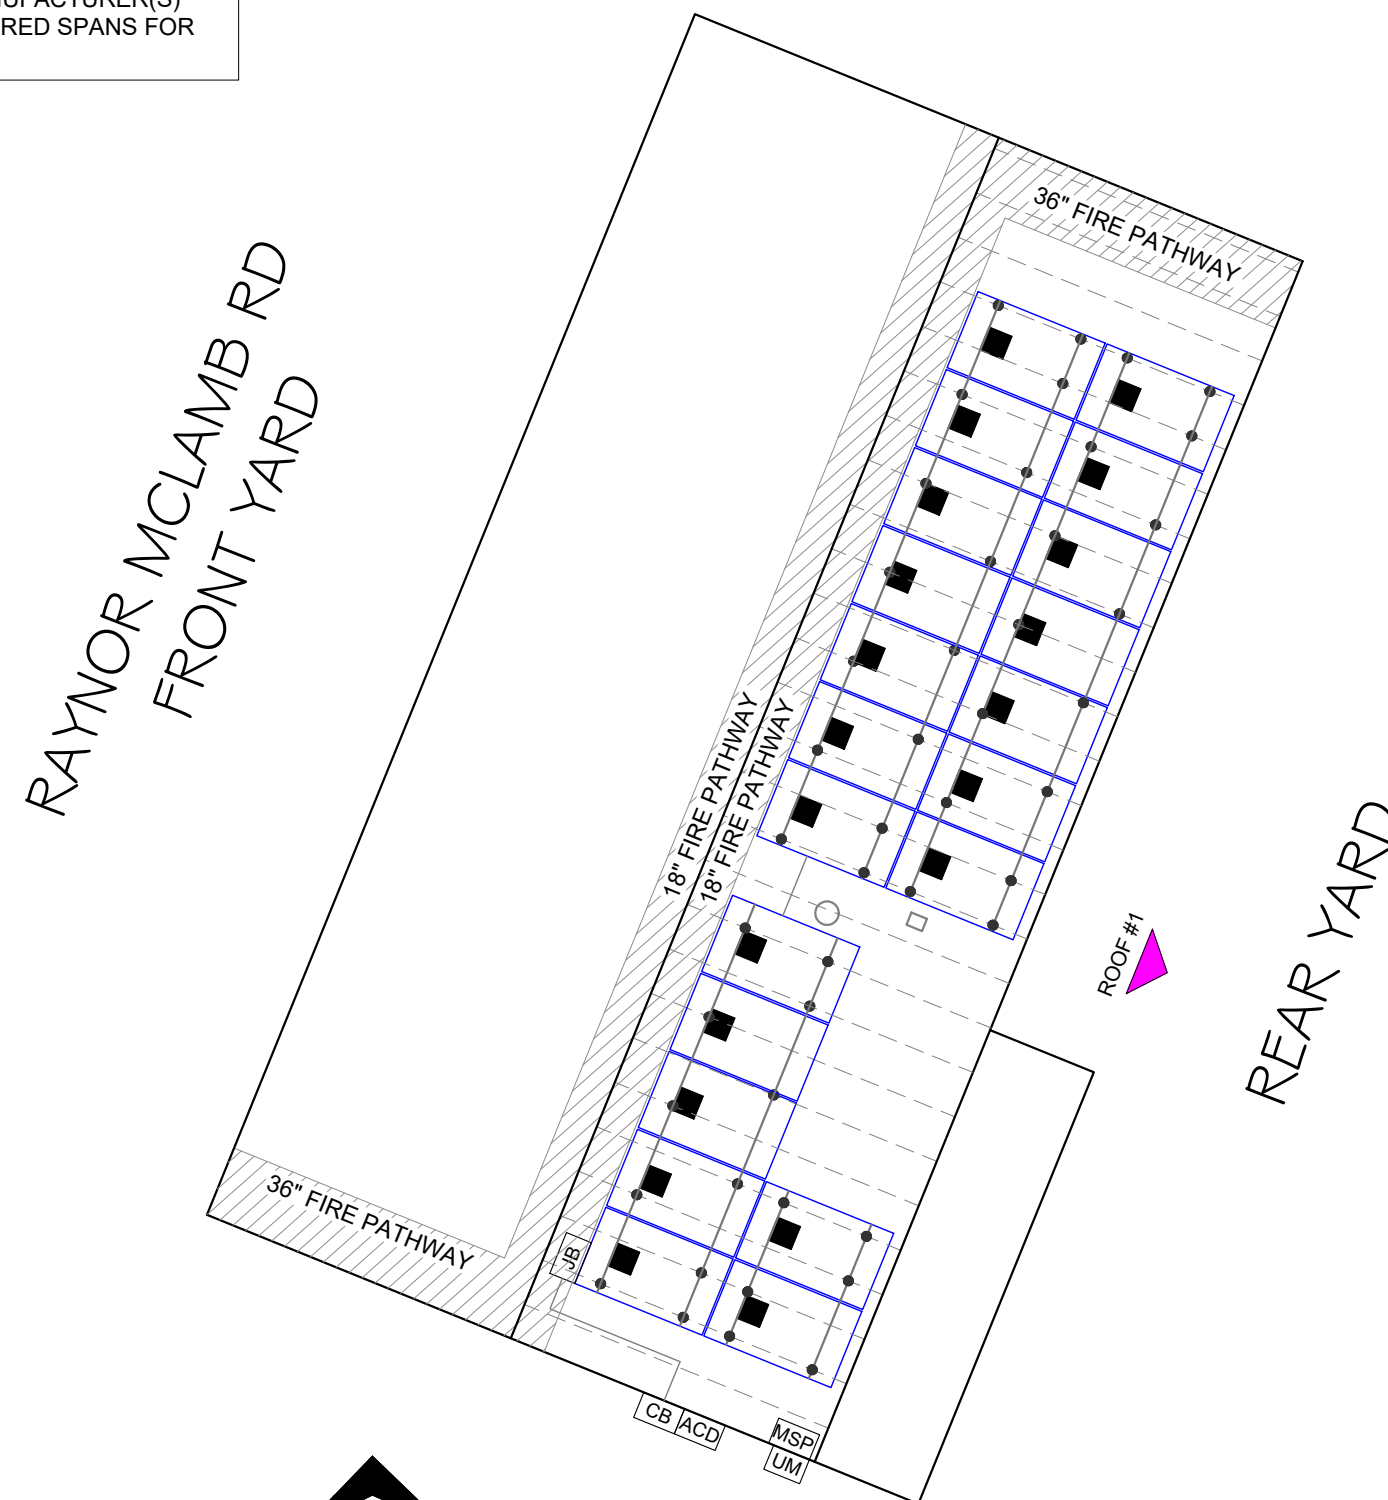 RED SPANS FOR
36" FIRE PATHWAY
RAYNOR MCLAMB RD
FRONT YARD
18" FIRE PATHWAY
18" FIRE PATHWAY
ROOF #1
REAR YARD
36" FIRE PATHWAY
JB
CB
ACD
MSP
UM